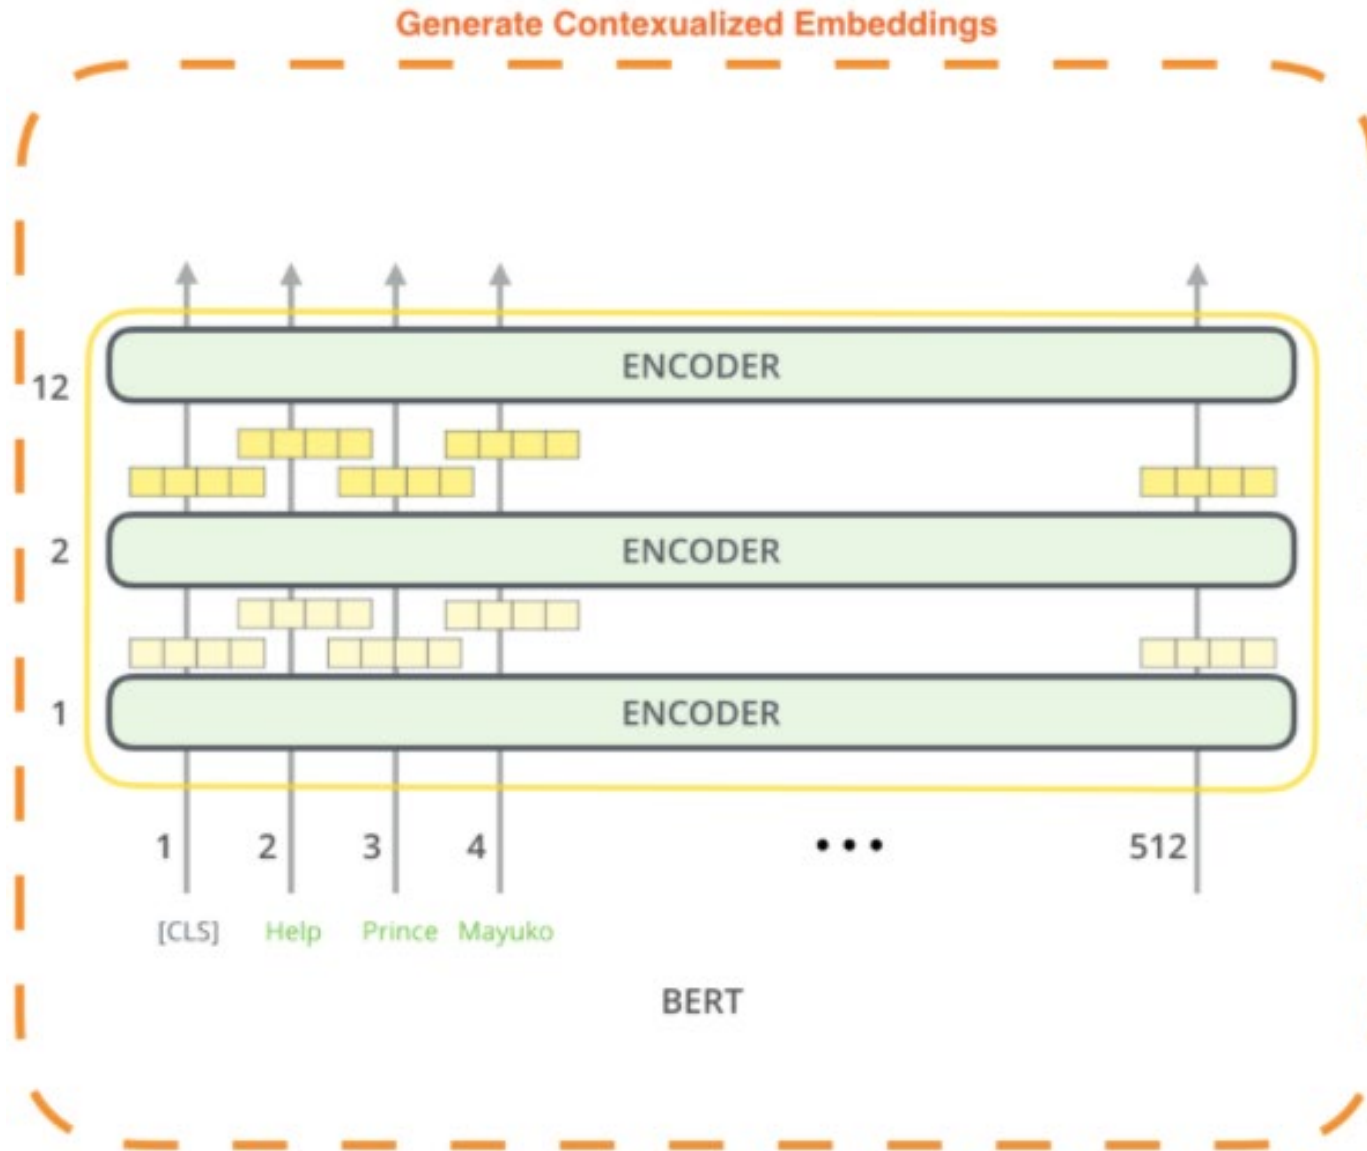 Generate Contexualized Embeddings
12 ENCODER
2 ENCODER
1 ENCODER
1 2 3 4 ••• 512
[CLS] Help Prince Mayuko
BERT